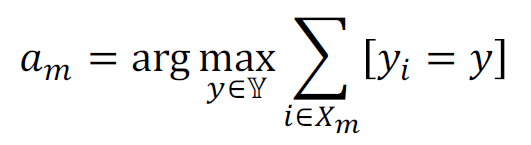 a_m = arg max_{y∈𝕐} ∑_{i∈X_m} [y_i = y]